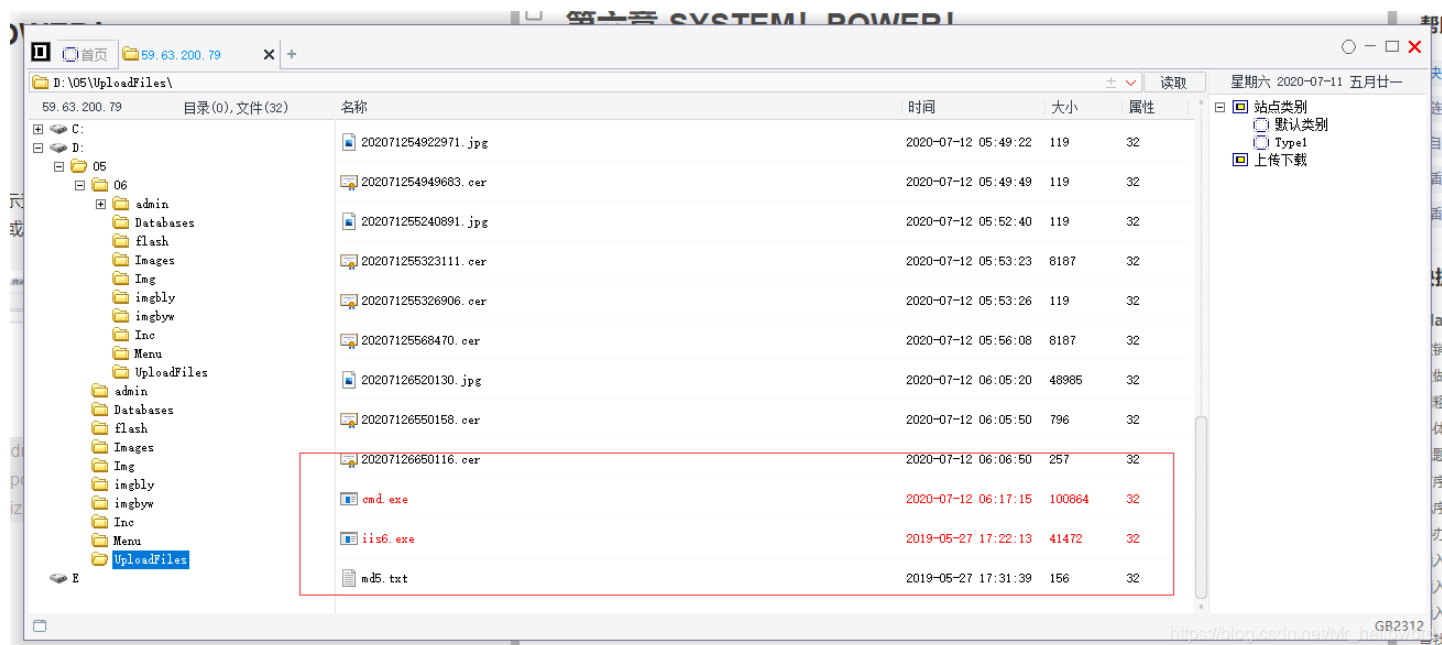 第六章 SYSTEM! POWER!
首页 59.63.200.79 × +
D:\05\UploadFiles\ 读取 星期六 2020-07-11 五月廿一
59.63.200.79 目录(0),文件(32) 名称 时间 大小 属性
C:
D:
05
06
admin
Databases
flash
Images
Img
imgbly
imgbyw
Inc
Menu
UploadFiles
admin
Databases
flash
Images
Img
imgbly
imgbyw
Inc
Menu
UploadFiles
E
202071254922971.jpg 2020-07-12 05:49:22 119 32
202071254949683.cer 2020-07-12 05:49:49 119 32
202071255240891.jpg 2020-07-12 05:52:40 119 32
202071255323111.cer 2020-07-12 05:53:23 8187 32
202071255326906.cer 2020-07-12 05:53:26 119 32
20207125568470.cer 2020-07-12 05:56:08 8187 32
20207126520130.jpg 2020-07-12 06:05:20 48985 32
20207126550158.cer 2020-07-12 06:05:50 796 32
20207126650116.cer 2020-07-12 06:06:50 257 32
cmd.exe 2020-07-12 06:17:15 100864 32
iis6.exe 2019-05-27 17:22:13 41472 32
md5.txt 2019-05-27 17:31:39 156 32
站点类别
默认类别
Type1
上传下载
GB2312